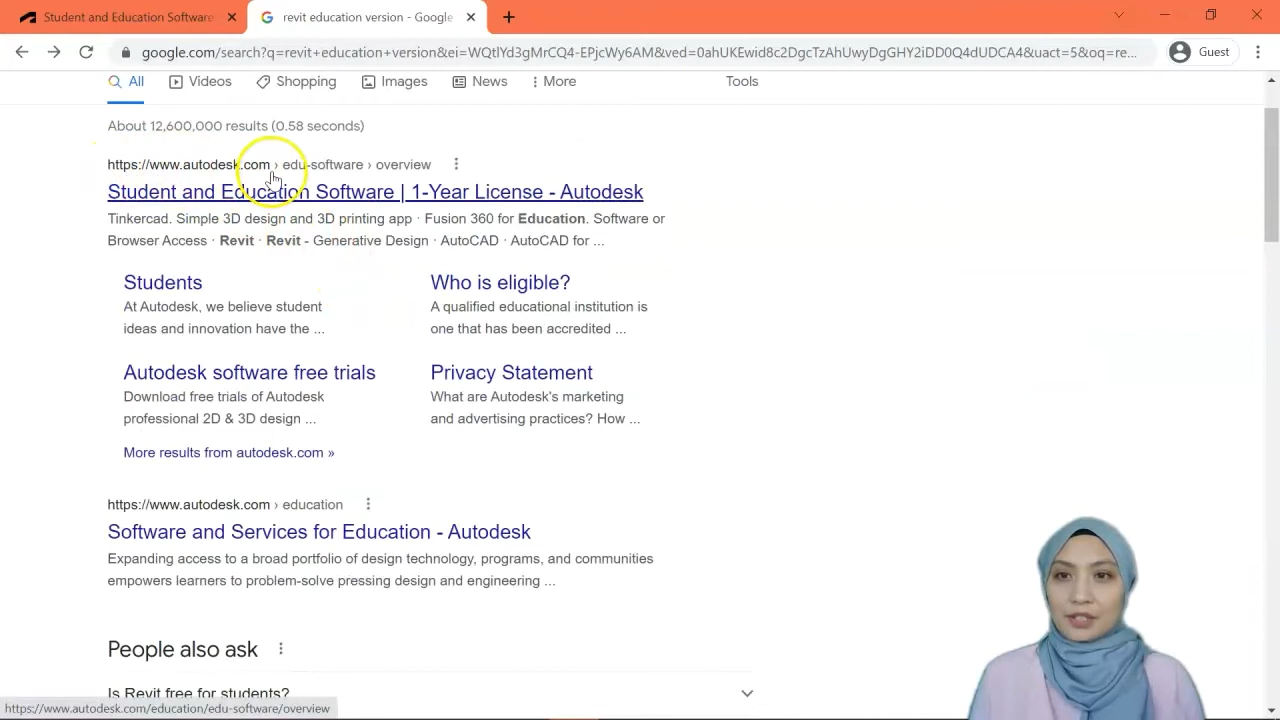 Student and Education Software
revit education version - Google
google.com/search?q=revit+education+version&ei=WQtlYd3gMrCQ4-EPjcWy6AM&ved=0ahUKEwid8c2DgcTzAhUwyDgGHY2iDD0Q4dUDCA4&uact=5&oq=re...
Guest
All
Videos
Shopping
Images
News
More
Tools
About 12,600,000 results (0.58 seconds)
https://www.autodesk.com › edu-software › overview
Student and Education Software | 1-Year License - Autodesk
Tinkercad. Simple 3D design and 3D printing app · Fusion 360 for Education. Software or
Browser Access · Revit · Revit - Generative Design · AutoCAD · AutoCAD for ...
Students
At Autodesk, we believe student
ideas and innovation have the ...
Who is eligible?
A qualified educational institution is
one that has been accredited ...
Autodesk software free trials
Download free trials of Autodesk
professional 2D & 3D design ...
Privacy Statement
What are Autodesk's marketing
and advertising practices? How ...
More results from autodesk.com »
https://www.autodesk.com › education
Software and Services for Education - Autodesk
Expanding access to a broad portfolio of design technology, programs, and communities
empowers learners to problem-solve pressing design and engineering ...
People also ask
Is Revit free for students?
https://www.autodesk.com/education/edu-software/overview